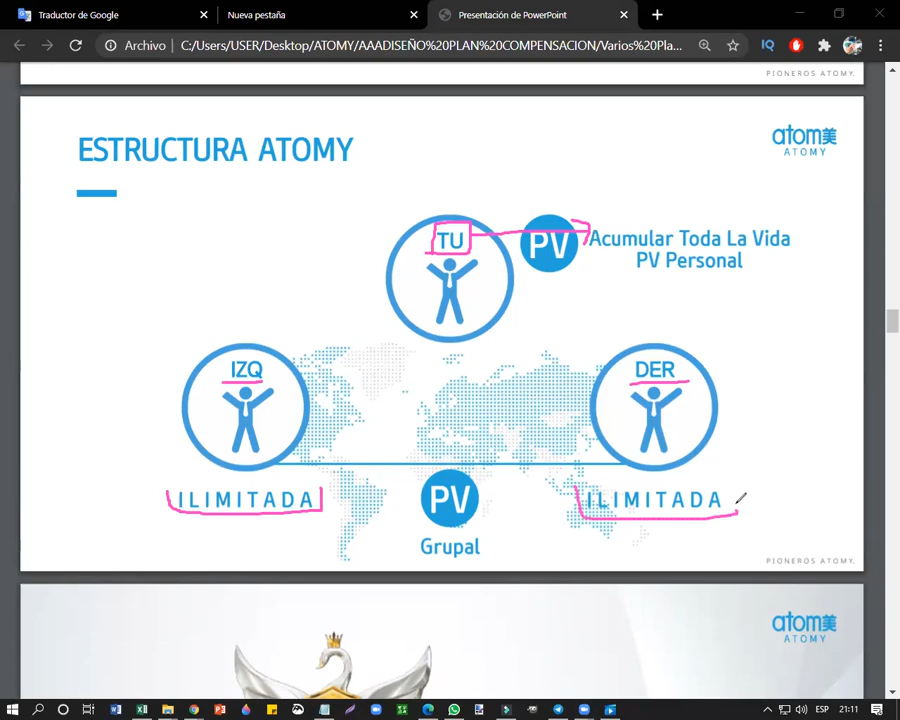 Traductor de Google
Nueva pestaña
Presentación de PowerPoint
Archivo
C:/Users/USER/Desktop/ATOMY/AAADISEÑO%20PLAN%20COMPENSACION/Varios%20Pla...
IQ
PIONEROS ATOMY.
ESTRUCTURA ATOMY
atom美
ATOMY
TU
PV
Acumular Toda La Vida
PV Personal
IZQ
DER
ILIMITADA
PV
ILIMITADA
Grupal
PIONEROS ATOMY.
atom美
ATOMY
ESP
21:11